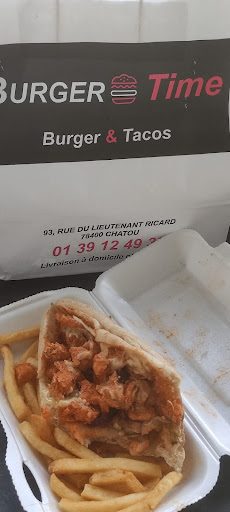 BURGER Time
Burger & Tacos
93, RUE DU LIEUTENANT RICARD
78400 CHATOU
01 39 12 49
Livraison à domicile